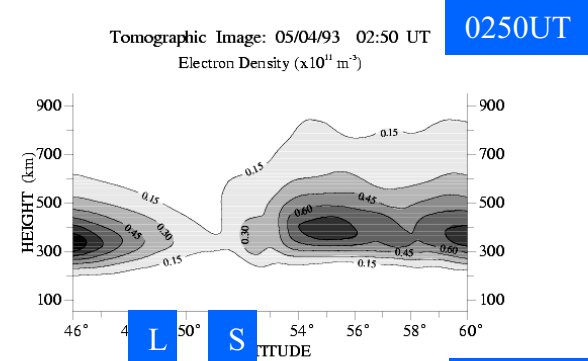 0250UT
Tomographic Image: 05/04/93 02:50 UT
Electron Density (x10¹¹ m⁻³)
900 900
0.15
700 700
0.15
0.15 0.45
500 500
0.60
HEIGHT (km)
0.45 0.30 0.30
0.45 0.60
300 300
0.15 0.15
100 100
46° 50° 54° 56° 58° 60°
L S
TITUDE